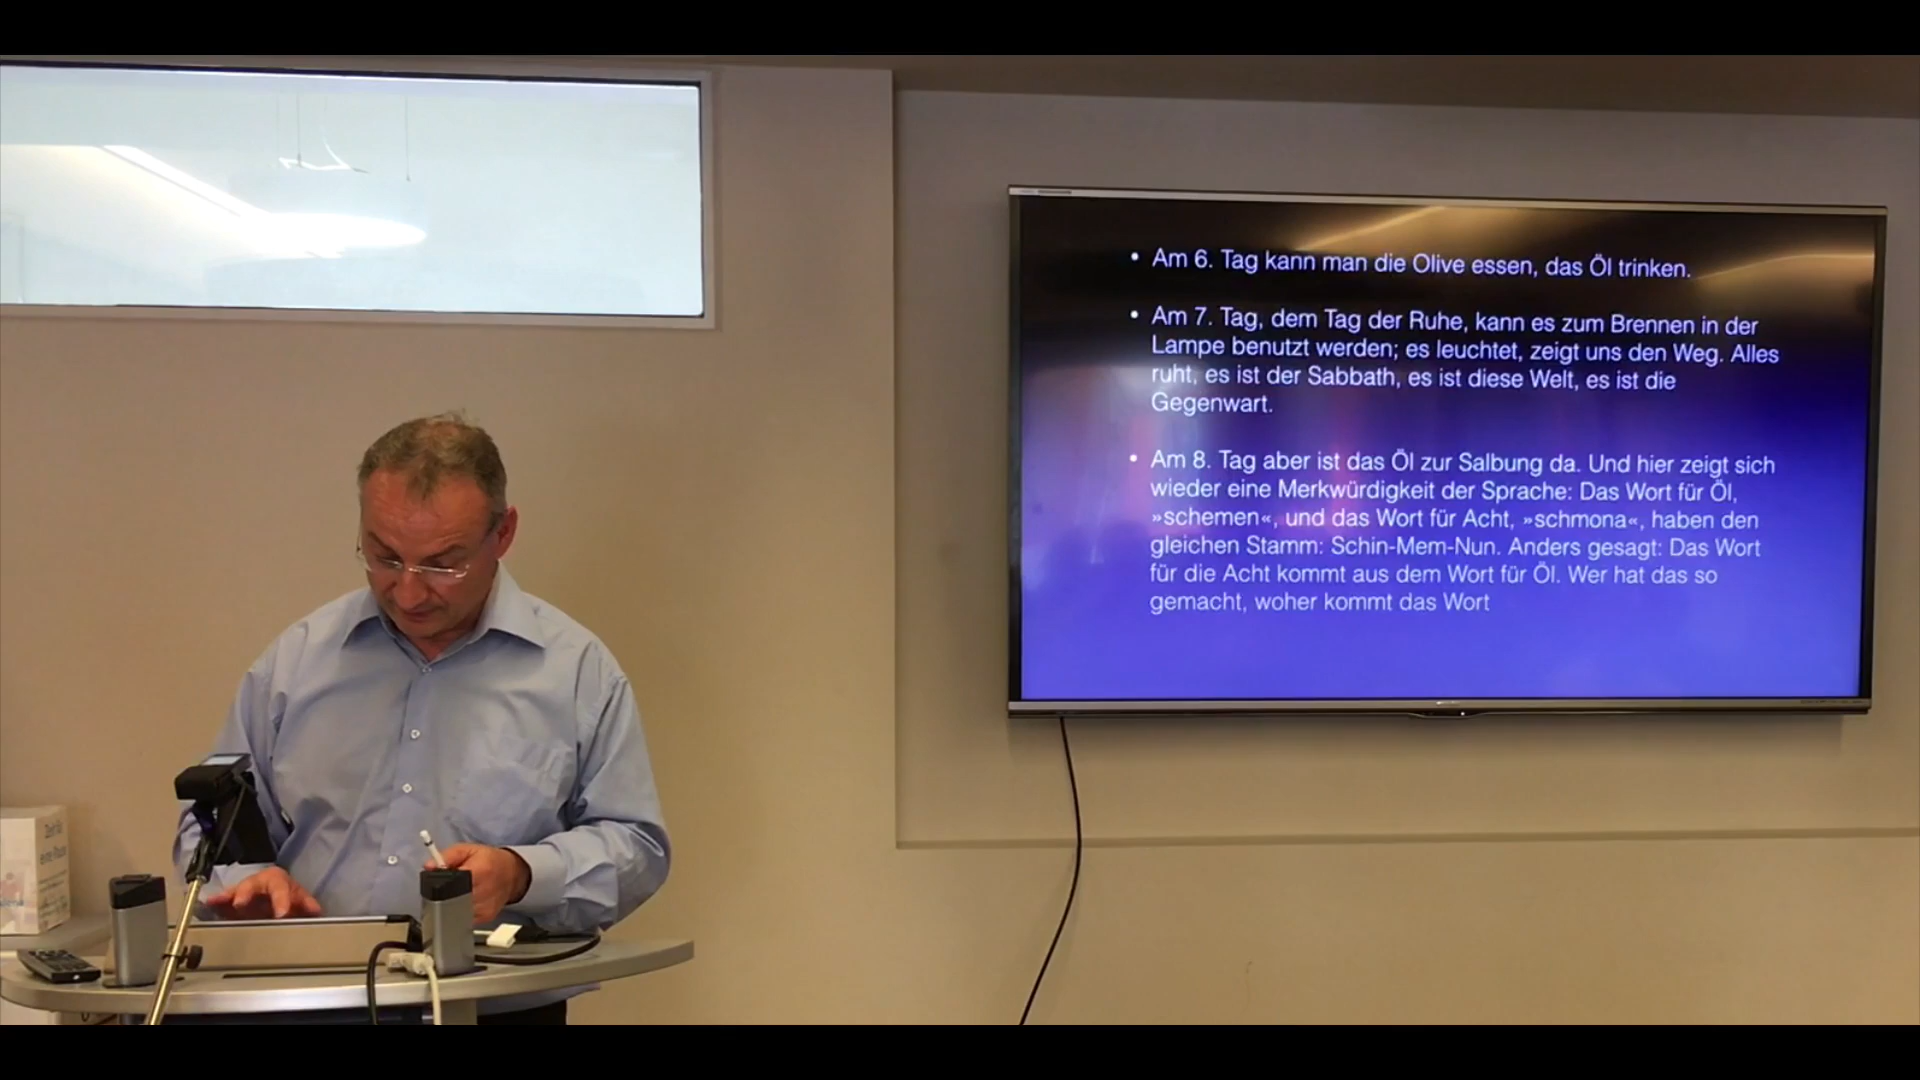 • Am 6. Tag kann man die Olive essen, das Öl trinken.
• Am 7. Tag, dem Tag der Ruhe, kann es zum Brennen in der
Lampe benutzt werden; es leuchtet, zeigt uns den Weg. Alles
ruht, es ist der Sabbath, es ist diese Welt, es ist die
Gegenwart.
• Am 8. Tag aber ist das Öl zur Salbung da. Und hier zeigt sich
wieder eine Merkwürdigkeit der Sprache: Das Wort für Öl,
»schemen«, und das Wort für Acht, »schmona«, haben den
gleichen Stamm: Schin-Mem-Nun. Anders gesagt: Das Wort
für die Acht kommt aus dem Wort für Öl. Wer hat das so
gemacht, woher kommt das Wort